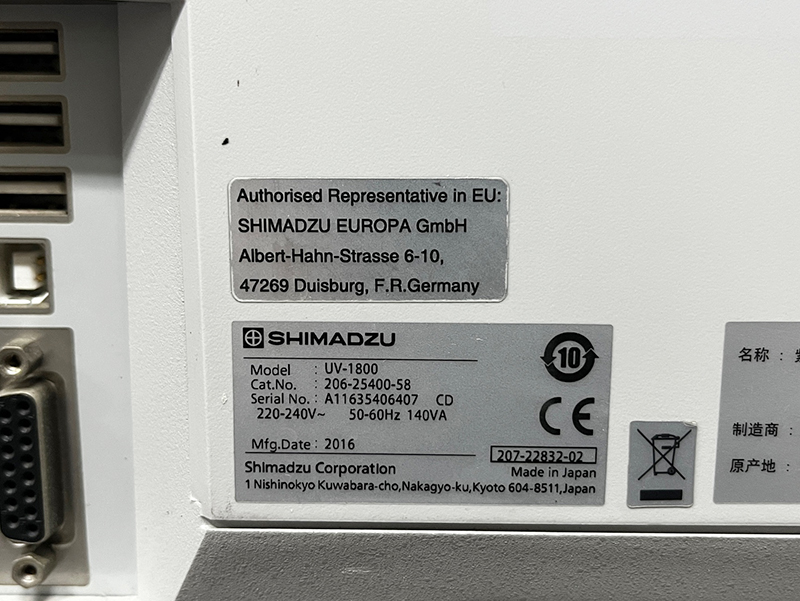 Authorised Representative in EU:
SHIMADZU EUROPA GmbH
Albert-Hahn-Strasse 6-10,
47269 Duisburg, F.R.Germany
SHIMADZU
Model : UV-1800
Cat.No. : 206-25400-58
Serial No. : A11635406407 CD
220-240V~ 50-60Hz 140VA
Mfg.Date : 2016
10
CE
207-22832-02
Shimadzu Corporation
Made in Japan
1 Nishinokyo Kuwabara-cho,Nakagyo-ku,Kyoto 604-8511,Japan
名称 :
制造商 :
原产地 :